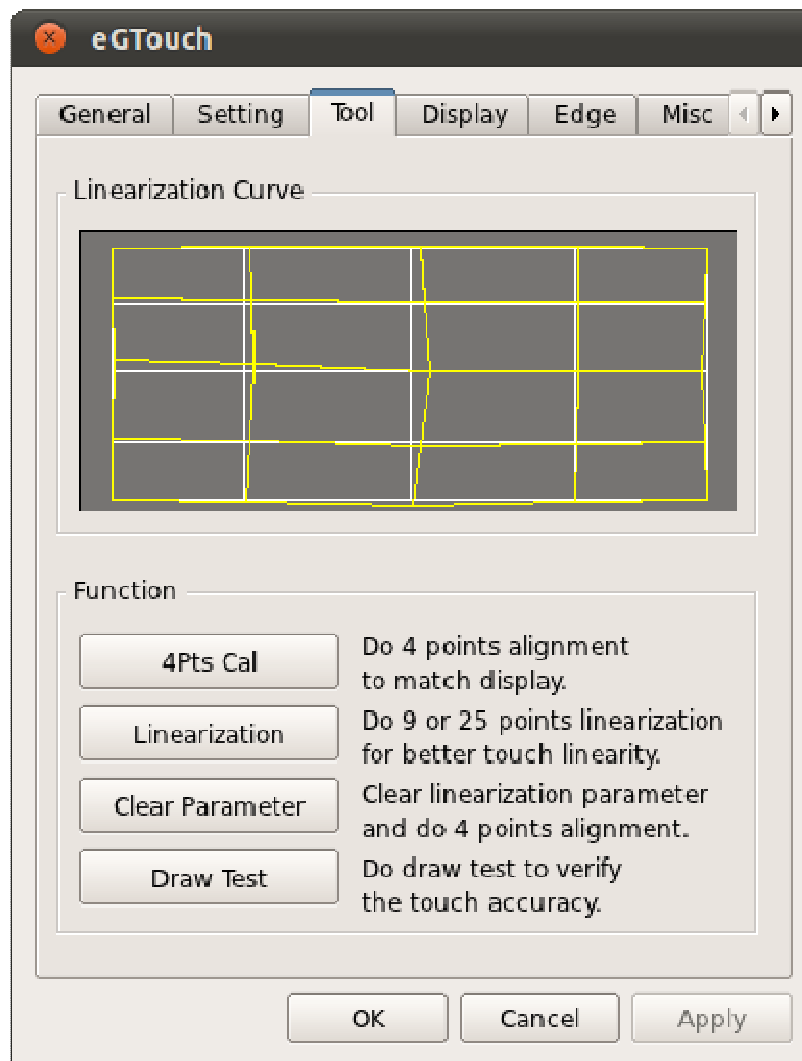 eGTouch
General Setting Tool Display Edge Misc
Linearization Curve
Function
4Pts Cal
Do 4 points alignment
to match display.
Linearization
Do 9 or 25 points linearization
for better touch linearity.
Clear Parameter
Clear linearization parameter
and do 4 points alignment.
Draw Test
Do draw test to verify
the touch accuracy.
OK Cancel Apply